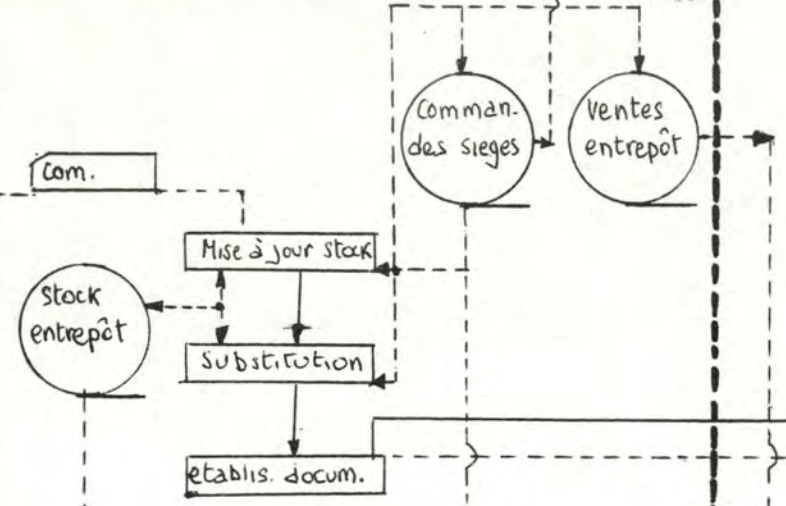 Comman.
des sieges
Ventes
entrepôt
com.
Mise à jour stock
Stock
entrepôt
Substitution
etablis. docum.